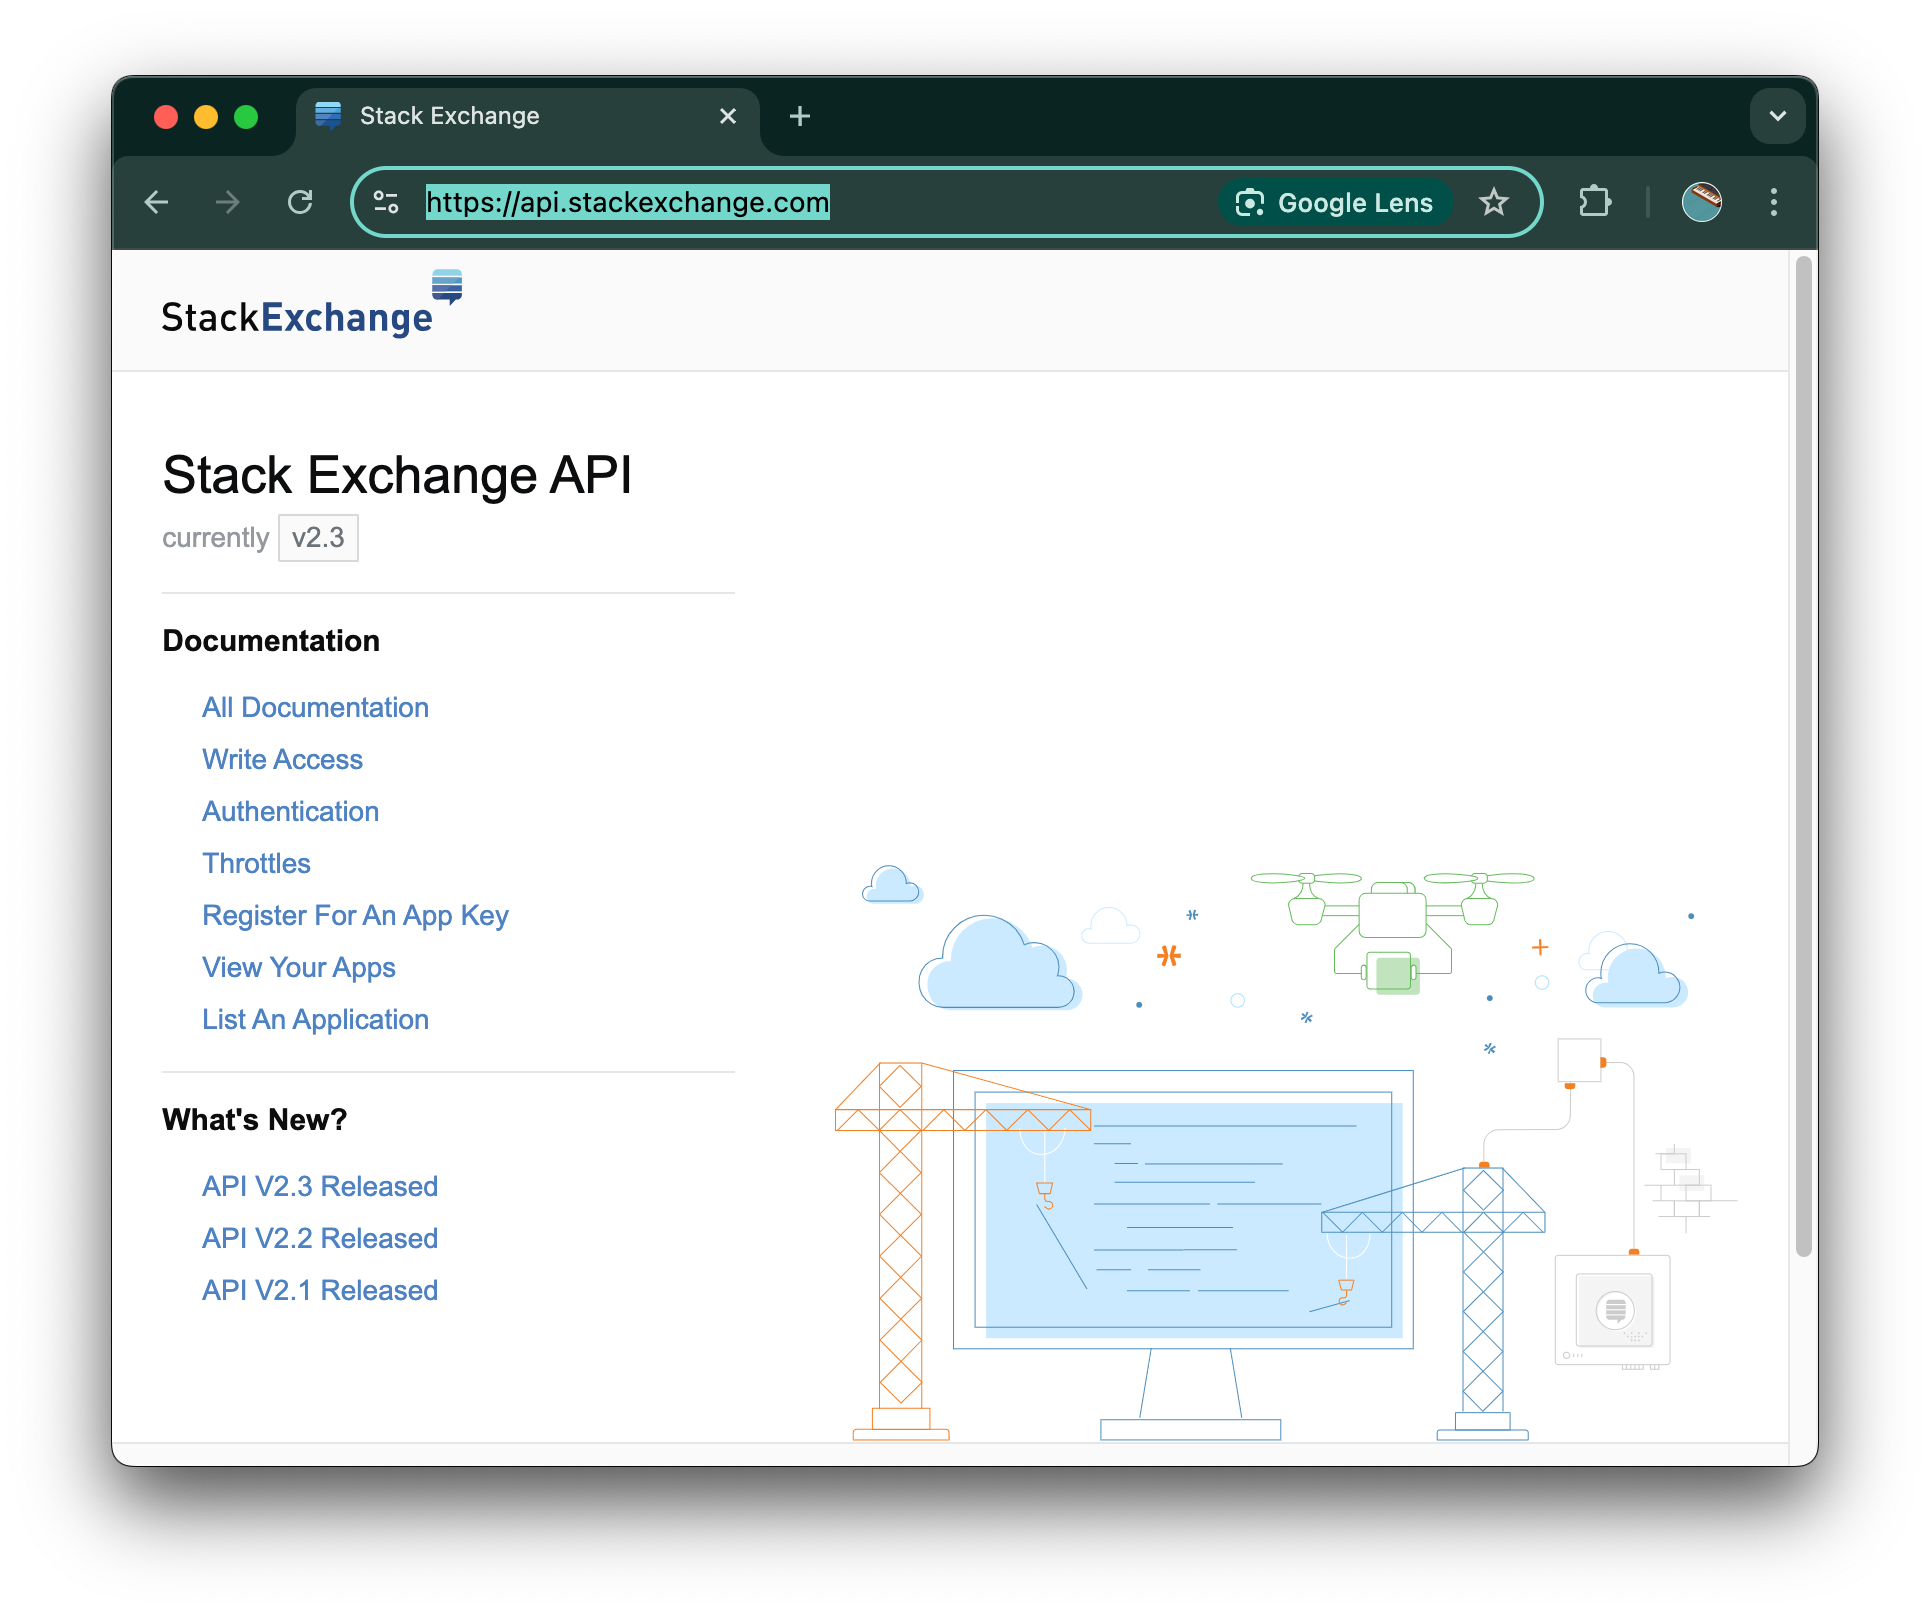 Stack Exchange
https://api.stackexchange.com
Google Lens
StackExchange
Stack Exchange API
currently v2.3
Documentation
All Documentation
Write Access
Authentication
Throttles
Register For An App Key
View Your Apps
List An Application
What's New?
API V2.3 Released
API V2.2 Released
API V2.1 Released